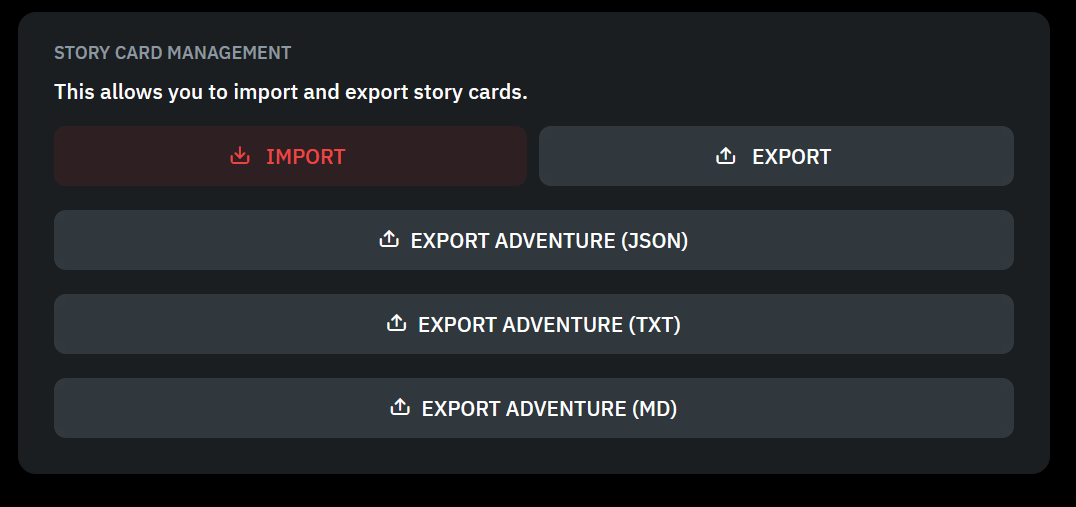 STORY CARD MANAGEMENT
This allows you to import and export story cards.
IMPORT
EXPORT
EXPORT ADVENTURE (JSON)
EXPORT ADVENTURE (TXT)
EXPORT ADVENTURE (MD)